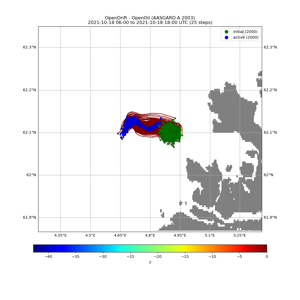 OpenDrift - OpenOil (AASGARD A 2003)
2021-10-18 06:00 to 2021-10-18 18:00 UTC (25 steps)
initial (2000)
active (2000)
62.3°N
62.3°N
62.2°N
62.2°N
62.1°N
62.1°N
62°N
62°N
61.9°N
61.9°N
4.35°E
4.5°E
4.65°E
4.8°E
4.95°E
5.1°E
5.25°E
−40
−35
−30
−25
−20
−15
−10
−5
0
z